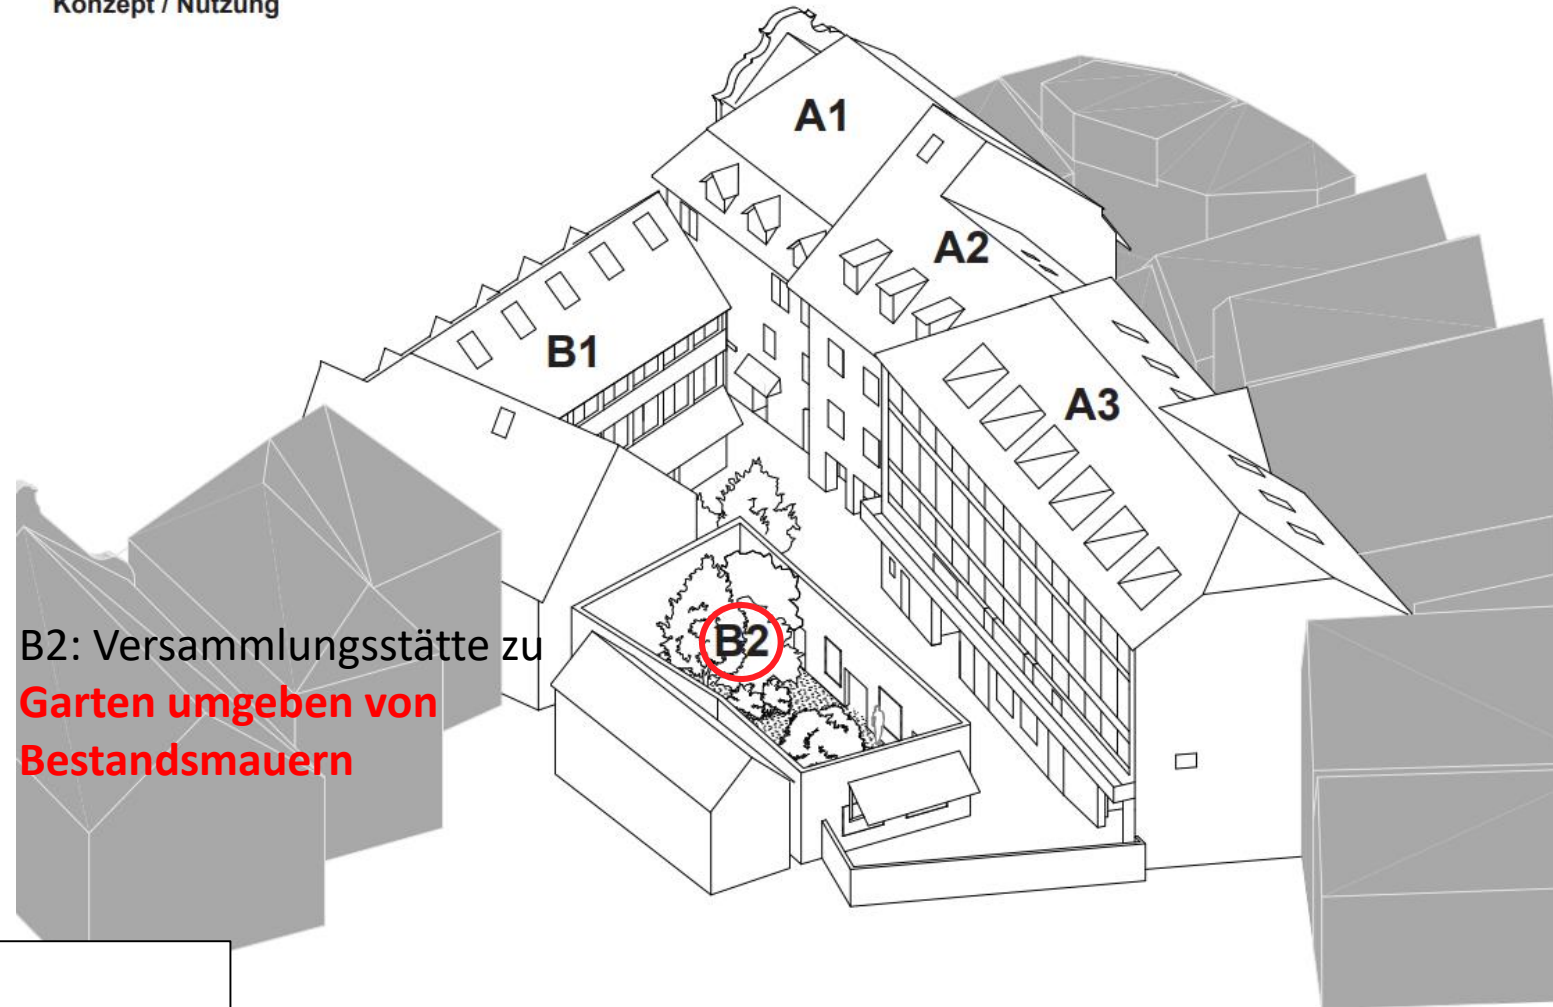 Konzept / Nutzung
A1
A2
B1
A3
B2
B2: Versammlungsstätte zu
Garten umgeben von
Bestandsmauern